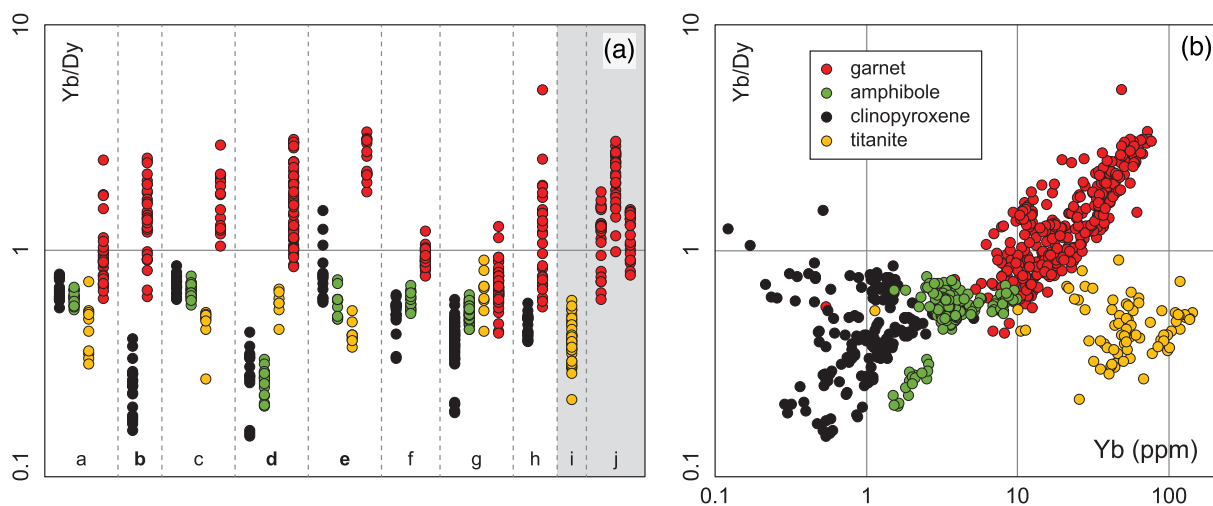 10
1
0.1
Yb/Dy
(a)
a b c d e f g h i j
10
1
0.1
Yb/Dy
(b)
garnet
amphibole
clinopyroxene
titanite
Yb (ppm)
0.1 1 10 100